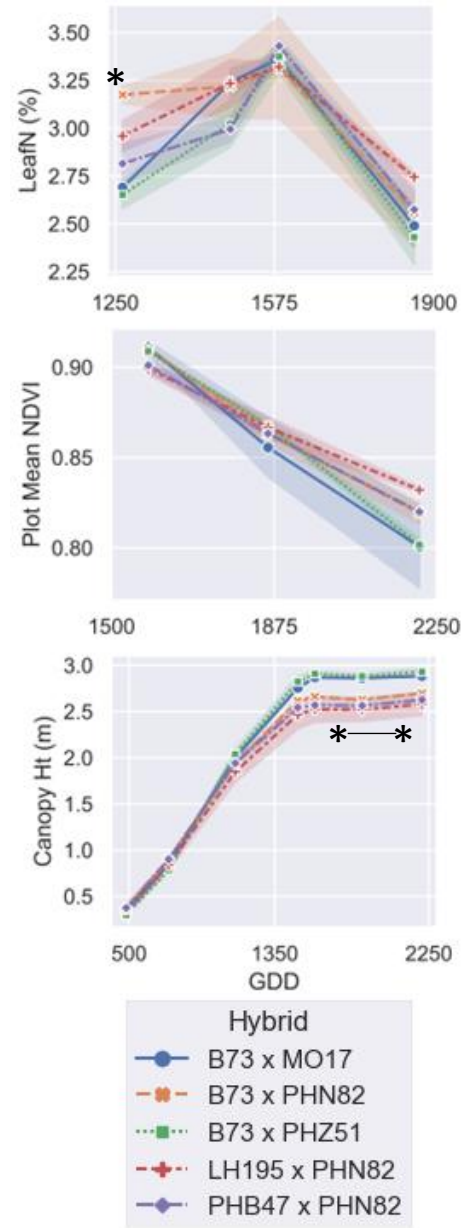 3.50
3.25
*
3.00
2.75
2.50
2.25
LeafN (%)
1250 1575 1900
0.90
0.85
0.80
Plot Mean NDVI
1500 1875 2250
3.0
2.5
2.0
1.5
1.0
0.5
Canopy Ht (m)
* *
500 1350 2250
GDD
Hybrid
B73 x MO17
B73 x PHN82
B73 x PHZ51
LH195 x PHN82
PHB47 x PHN82